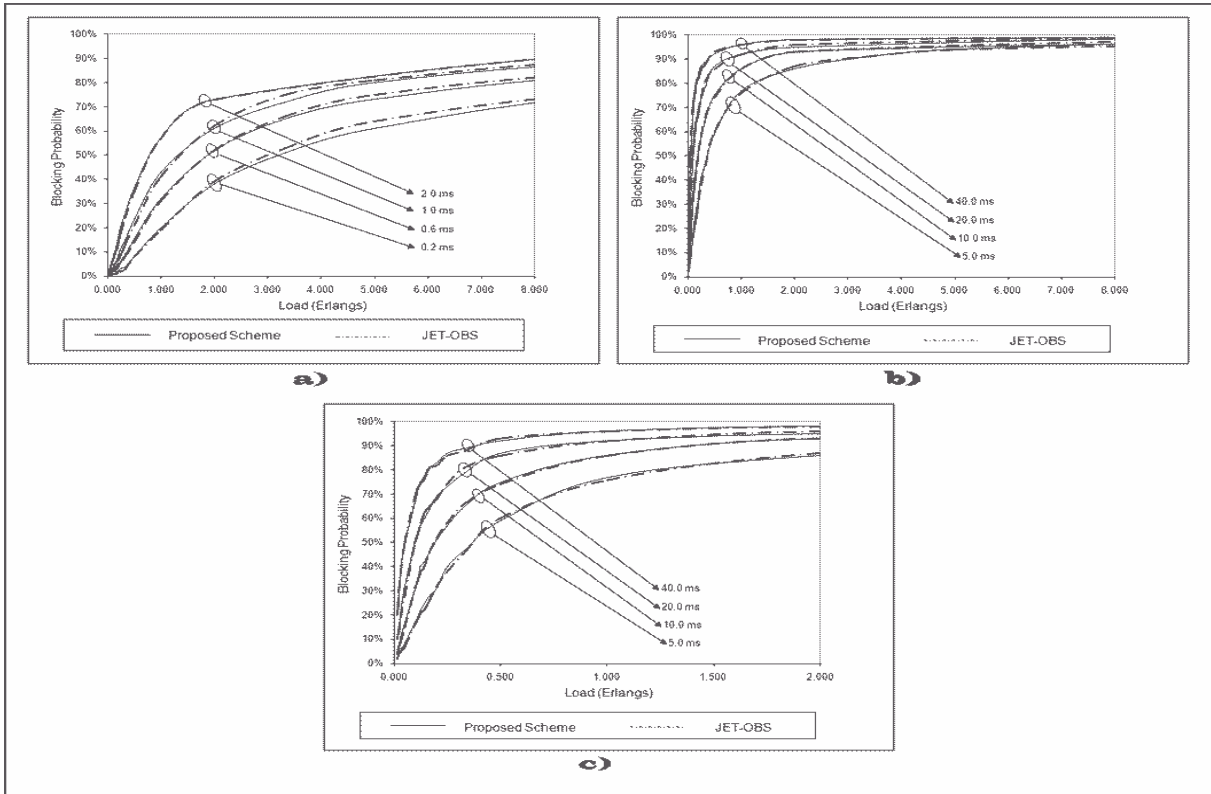 100%
90%
80%
70%
60%
50%
40%
30%
20%
10%
0%
Blocking Probability
2.0 ms
1.0 ms
0.6 ms
0.2 ms
0.000 1.000 2.000 3.000 4.000 5.000 6.000 7.000 8.000
Load (Erlangs)
Proposed Scheme JET-OBS
a)
100%
90%
80%
70%
60%
50%
40%
30%
20%
10%
0%
Blocking Probability
40.0 ms
20.0 ms
10.0 ms
5.0 ms
0.000 1.000 2.000 3.000 4.000 5.000 6.000 7.000 8.000
Load (Erlangs)
Proposed Scheme JET-OBS
b)
100%
90%
80%
70%
60%
50%
40%
30%
20%
10%
0%
Blocking Probability
40.0 ms
20.0 ms
10.0 ms
5.0 ms
0.000 0.500 1.000 1.500 2.000
Load (Erlangs)
Proposed Scheme JET-OBS
c)